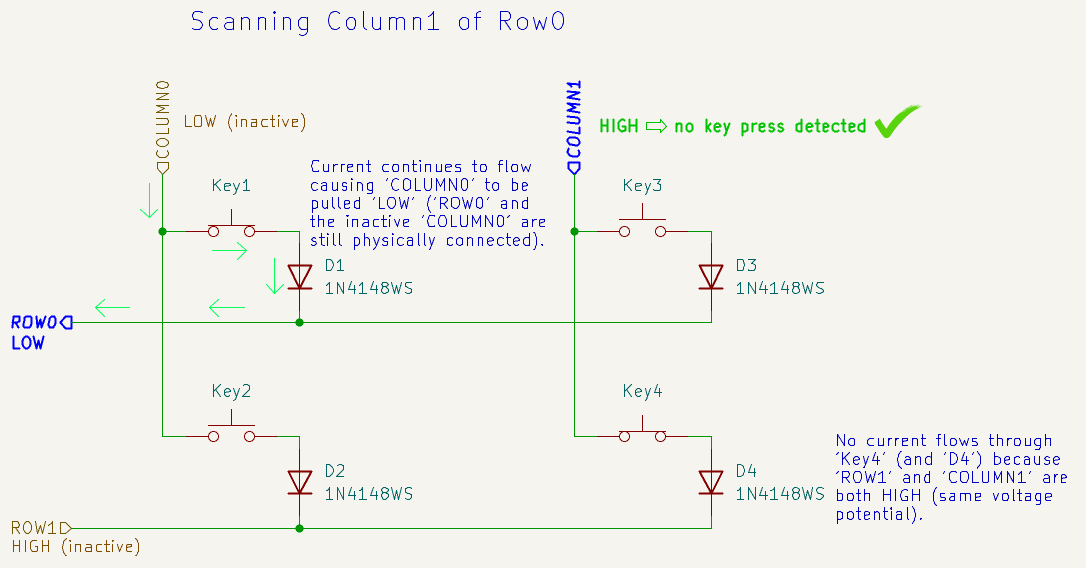 Scanning Column1 of Row0
COLUMN0
LOW (inactive)
COLUMN1
HIGH ⇨ no key press detected
Current continues to flow
causing 'COLUMN0' to be
pulled 'LOW' ('ROW0' and
the inactive 'COLUMN0' are
still physically connected).
Key1
Key3
D1
1N4148WS
D3
1N4148WS
ROW0
LOW
Key2
Key4
D2
1N4148WS
D4
1N4148WS
No current flows through
'Key4' (and 'D4') because
'ROW1' and 'COLUMN1' are
both HIGH (same voltage
potential).
ROW1
HIGH (inactive)